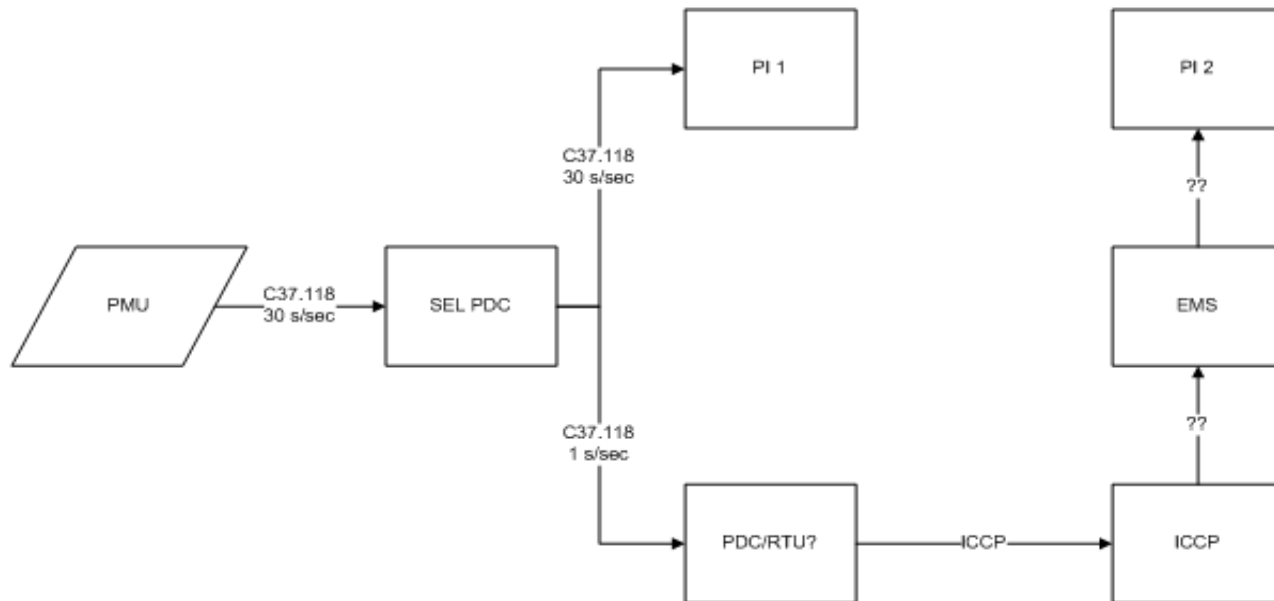 PI 1
PI 2
C37.118
30 s/sec
??
PMU
C37.118
30 s/sec
SEL PDC
EMS
C37.118
1 s/sec
??
PDC/RTU?
ICCP
ICCP